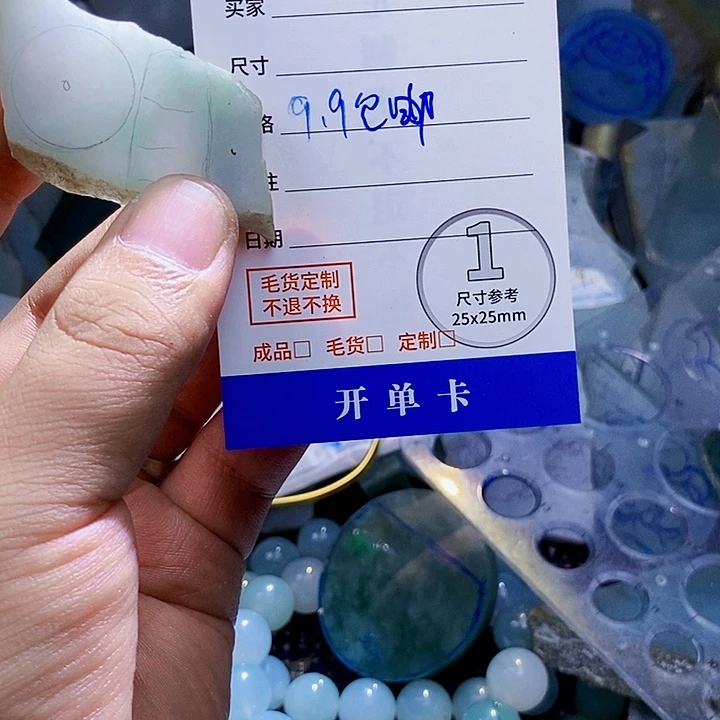 买家
尺寸
格 9.9包邮
注
日期
毛货定制
不退不换
1
尺寸参考
25x25mm
成品□ 毛货□ 定制□
开单卡